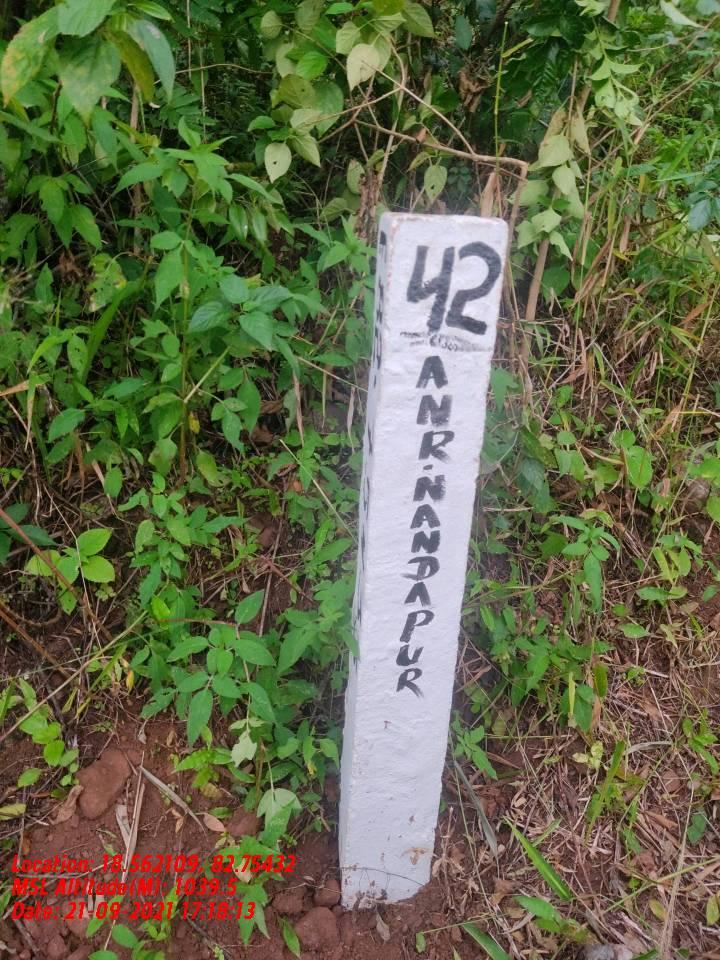 42
ANR.NANDAPUR
Location: 18.562109, 82.75432
MSL Altitude(M): 1039.5
Date: 21-09-2021 17:18:13